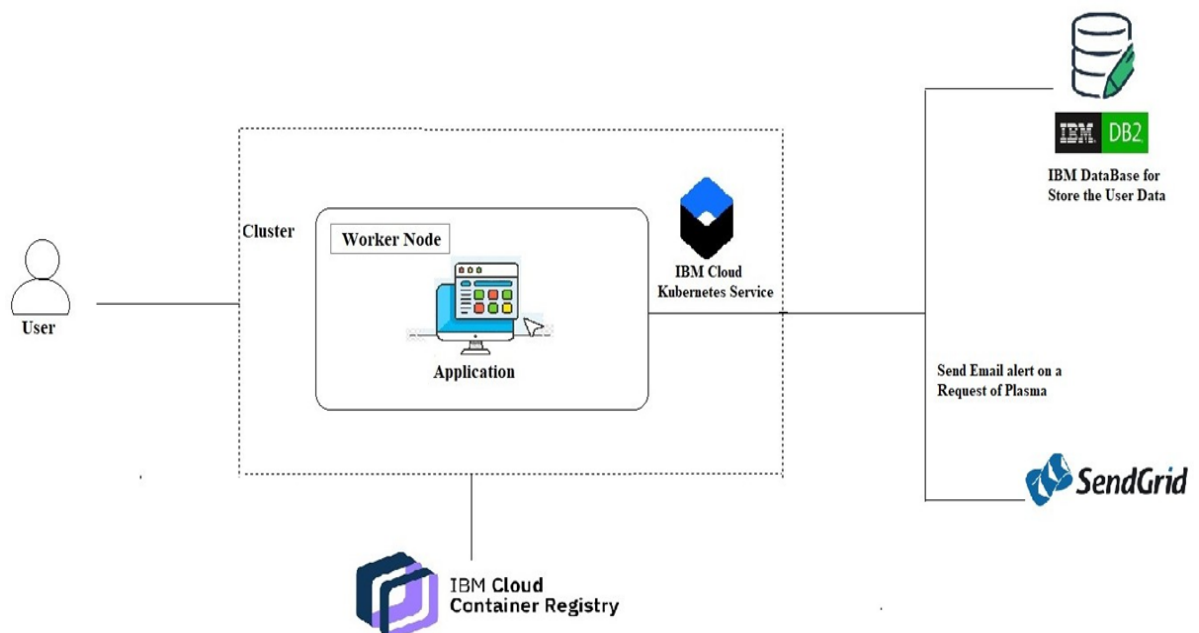 User
Cluster
Worker Node
Application
IBM Cloud
Kubernetes Service
IBM DB2
IBM DataBase for
Store the User Data
Send Email alert on a
Request of Plasma
SendGrid
IBM Cloud
Container Registry